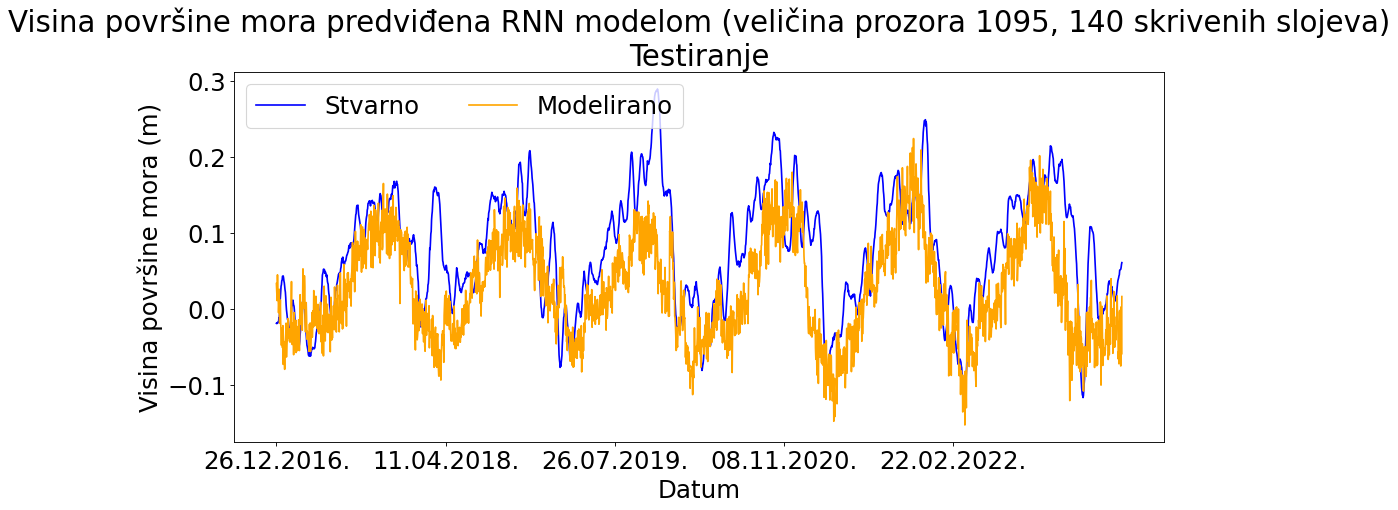 Visina površine mora predviđena RNN modelom (veličina prozora 1095, 140 skrivenih slojeva)
Testiranje
Stvarno Modelirano
Visina površine mora (m)
0.3
0.2
0.1
0.0
−0.1
26.12.2016. 11.04.2018. 26.07.2019. 08.11.2020. 22.02.2022.
Datum